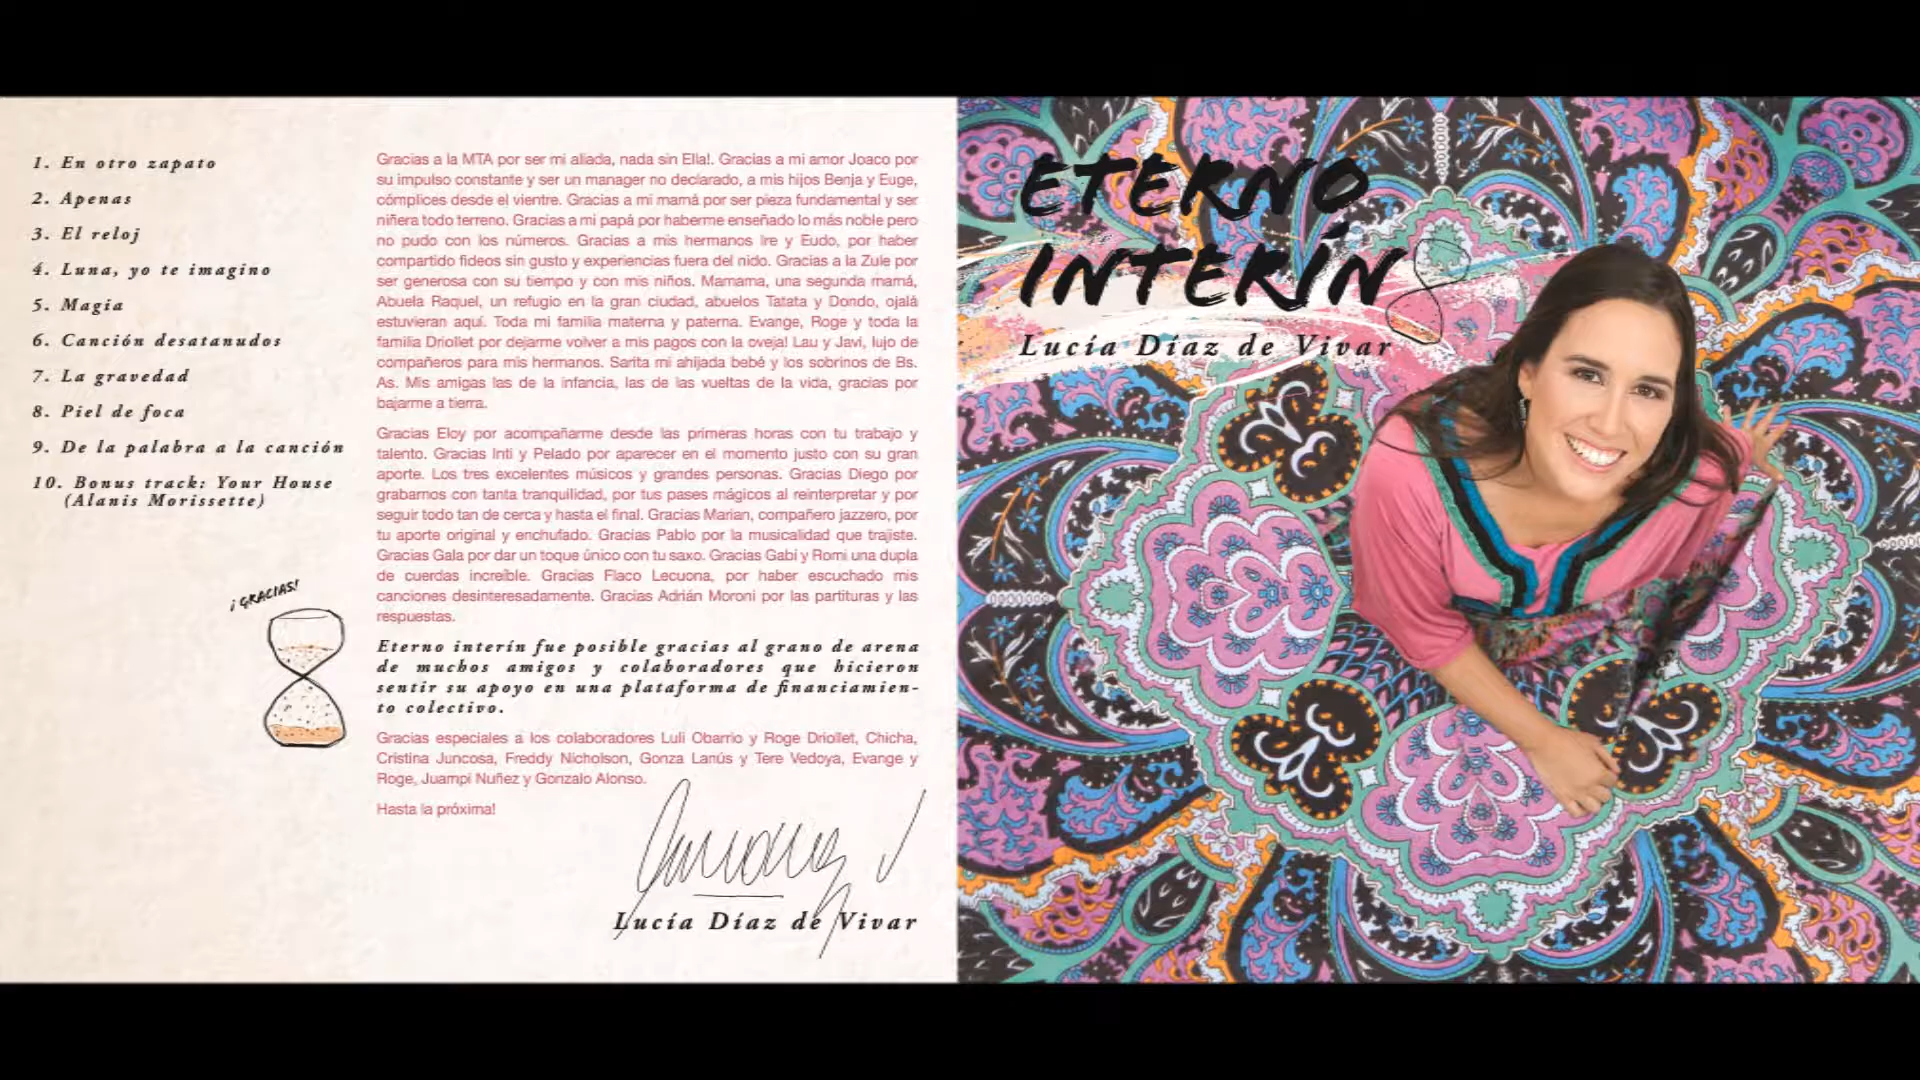 1. En otro zapato
2. Apenas
3. El reloj
4. Luna, yo te imagino
5. Magia
6. Canción desatanudos
7. La gravedad
8. Piel de foca
9. De la palabra a la canción
10. Bonus track: Your House
(Alanis Morissette)
¡GRACIAS!
Gracias a la MTA por ser mi aliada, nada sin Ella!. Gracias a mi amor Joaco por
su impulso constante y ser un manager no declarado, a mis hijos Benja y Euge,
cómplices desde el vientre. Gracias a mi mamá por ser pieza fundamental y ser
niñera todo terreno. Gracias a mi papá por haberme enseñado lo más noble pero
no pudo con los números. Gracias a mis hermanos Ire y Eudo, por haber
compartido fideos sin gusto y experiencias fuera del nido. Gracias a la Zule por
ser generosa con su tiempo y con mis niños. Mamama, una segunda mamá,
Abuela Raquel, un refugio en la gran ciudad, abuelos Tatata y Dondo, ojalá
estuvieran aquí. Toda mi familia materna y paterna. Evange, Roge y toda la
familia Driollet por dejarme volver a mis pagos con la oveja! Lau y Javi, lujo de
compañeros para mis hermanos. Sarita mi ahijada bebé y los sobrinos de Bs.
As. Mis amigas las de la infancia, las de las vueltas de la vida, gracias por
bajarme a tierra.
Gracias Eloy por acompañarme desde las primeras horas con tu trabajo y
talento. Gracias Inti y Pelado por aparecer en el momento justo con su gran
aporte. Los tres excelentes músicos y grandes personas. Gracias Diego por
grabarnos con tanta tranquilidad, por tus pases mágicos al reinterpretar y por
seguir todo tan de cerca y hasta el final. Gracias Marian, compañero jazzero, por
tu aporte original y enchufado. Gracias Pablo por la musicalidad que trajiste.
Gracias Gala por dar un toque único con tu saxo. Gracias Gabi y Romi una dupla
de cuerdas increíble. Gracias Flaco Lecuona, por haber escuchado mis
canciones desinteresadamente. Gracias Adrián Moroni por las partituras y las
respuestas.
Eterno interín fue posible gracias al grano de arena
de muchos amigos y colaboradores que hicieron
sentir su apoyo en una plataforma de financiamien-
to colectivo.
Gracias especiales a los colaboradores Luli Obarrio y Roge Driollet, Chicha,
Cristina Juncosa, Freddy Nicholson, Gonza Lanús y Tere Vedoya, Evange y
Roge, Juampi Nuñez y Gonzalo Alonso.
Hasta la próxima!
Lucía Díaz de Vivar
ETERNO
INTERÍN
Lucía Díaz de Vivar